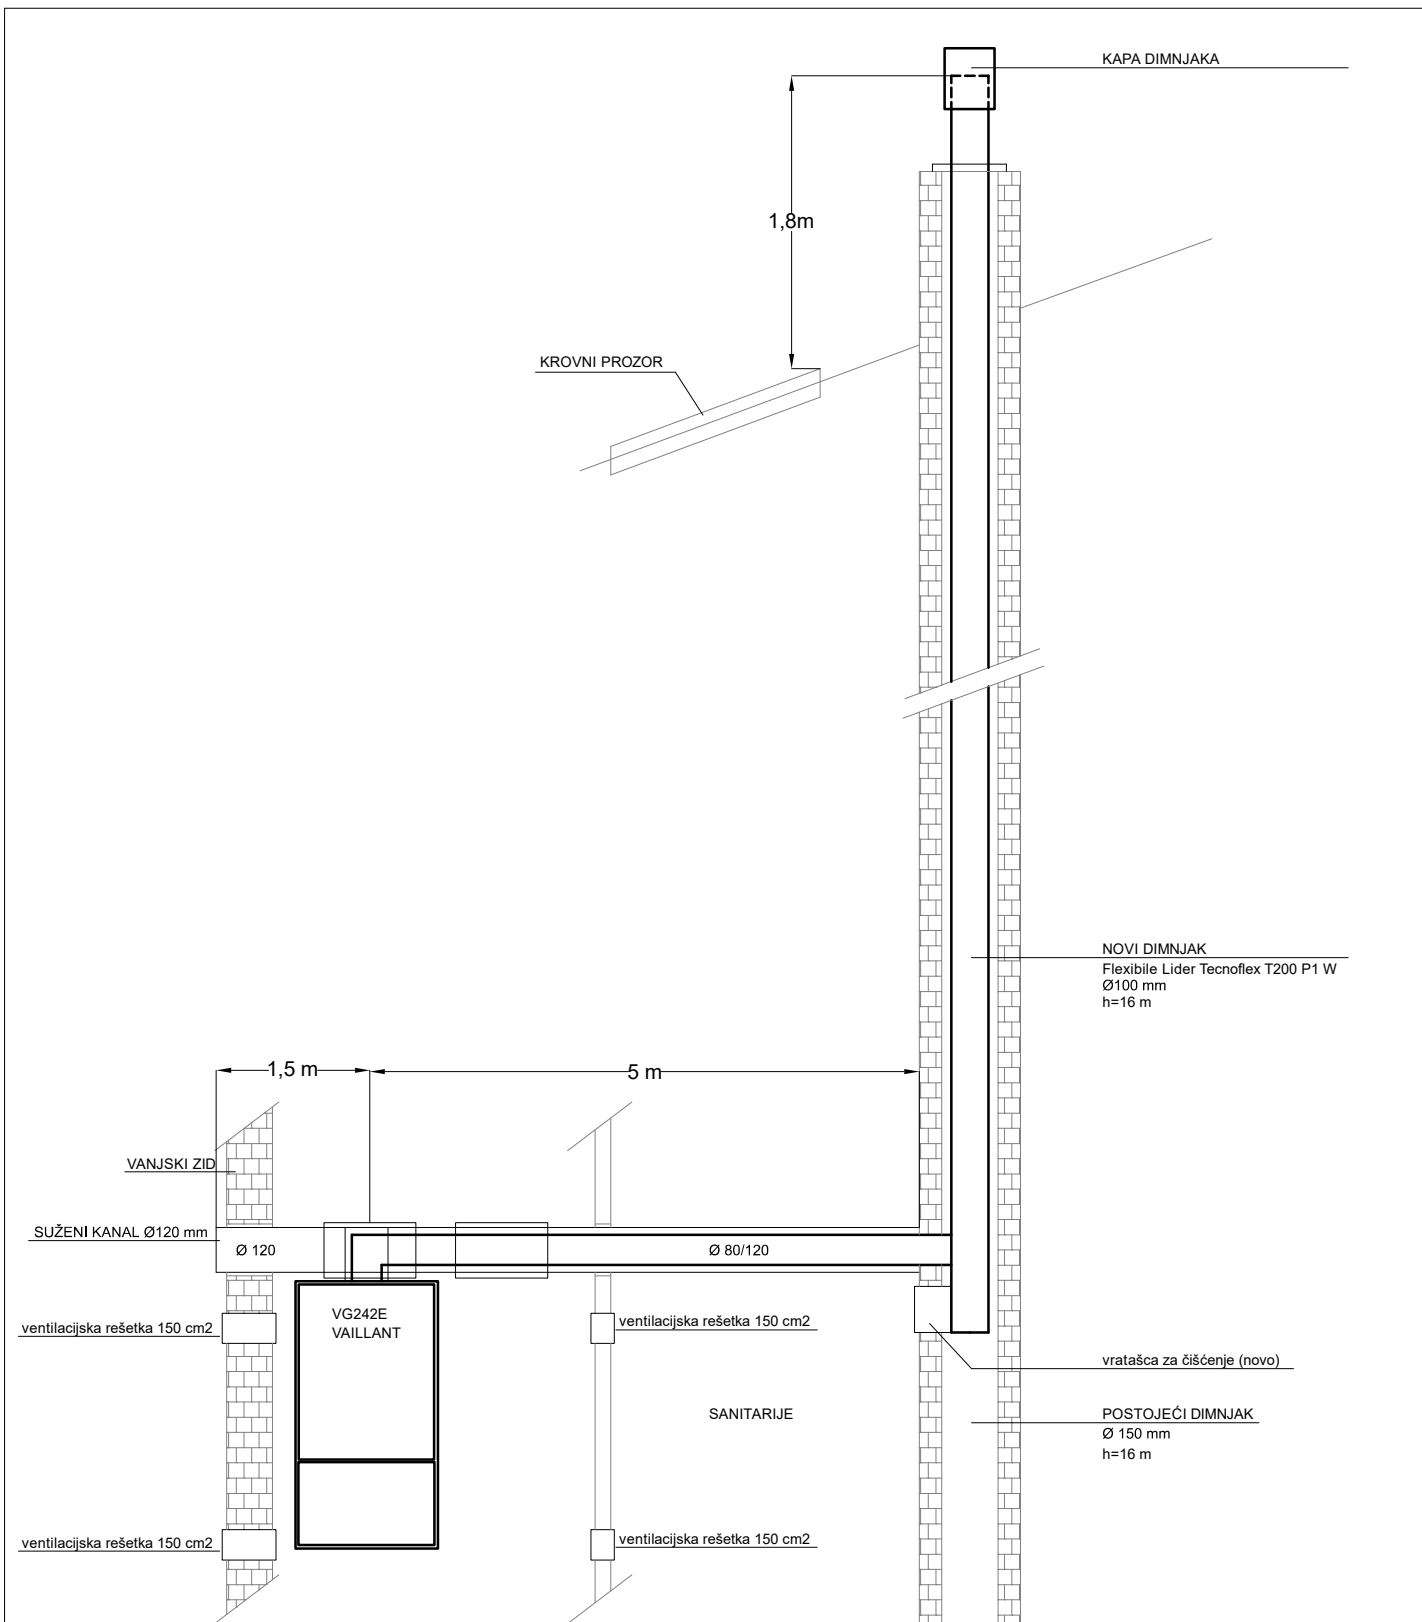 KAPA DIMNJAKA
1,8m
KROVNI PROZOR
NOVI DIMNJAK
Flexibile Lider Tecnoflex T200 P1 W
Ø100 mm
h=16 m
1,5 m
5 m
VANJSKI ZID
SUŽENI KANAL Ø120 mm
Ø 120
Ø 80/120
VG242E
VAILLANT
ventilacijska rešetka 150 cm2
ventilacijska rešetka 150 cm2
vratašca za čišćenje (novo)
SANITARIJE
POSTOJEĆI DIMNJAK
Ø 150 mm
h=16 m
ventilacijska rešetka 150 cm2
ventilacijska rešetka 150 cm2